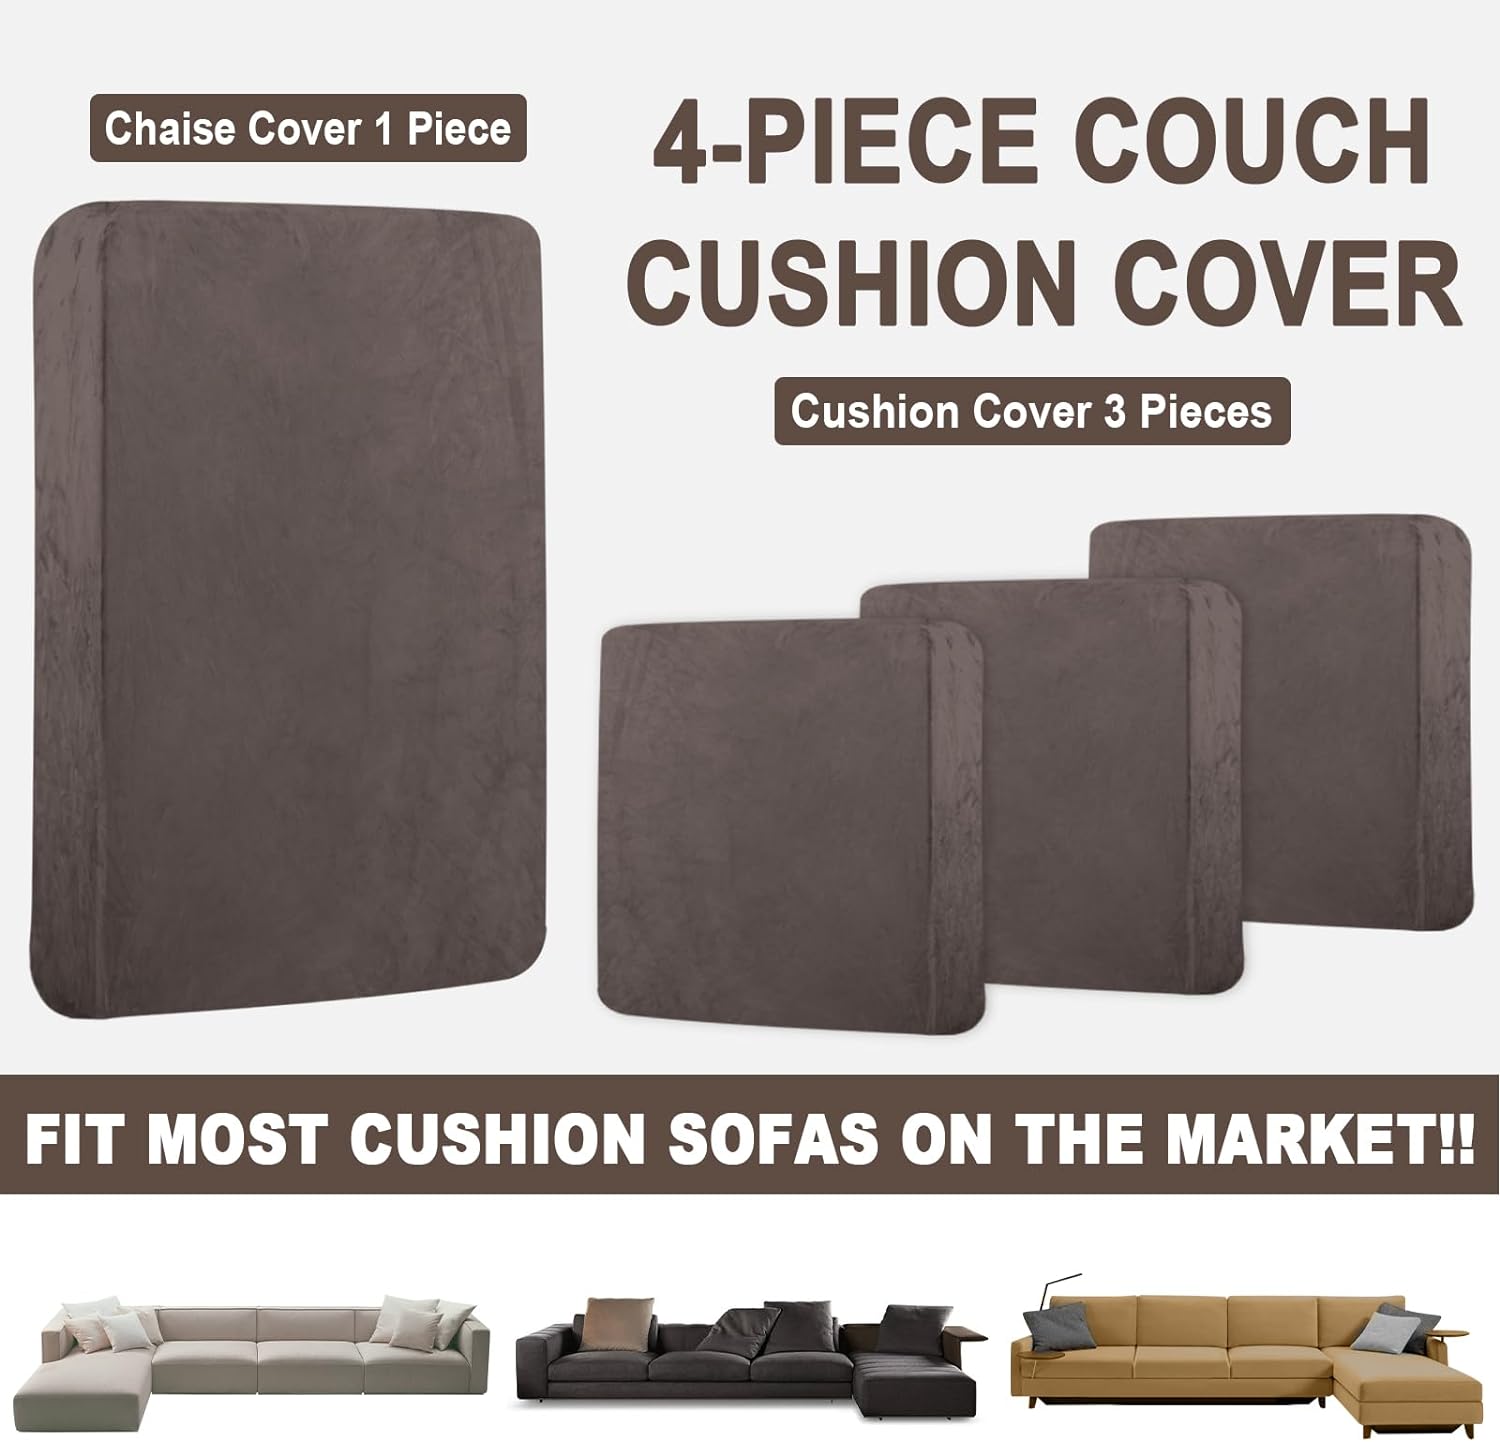 Chaise Cover 1 Piece
4-PIECE COUCH
CUSHION COVER
Cushion Cover 3 Pieces
FIT MOST CUSHION SOFAS ON THE MARKET!!